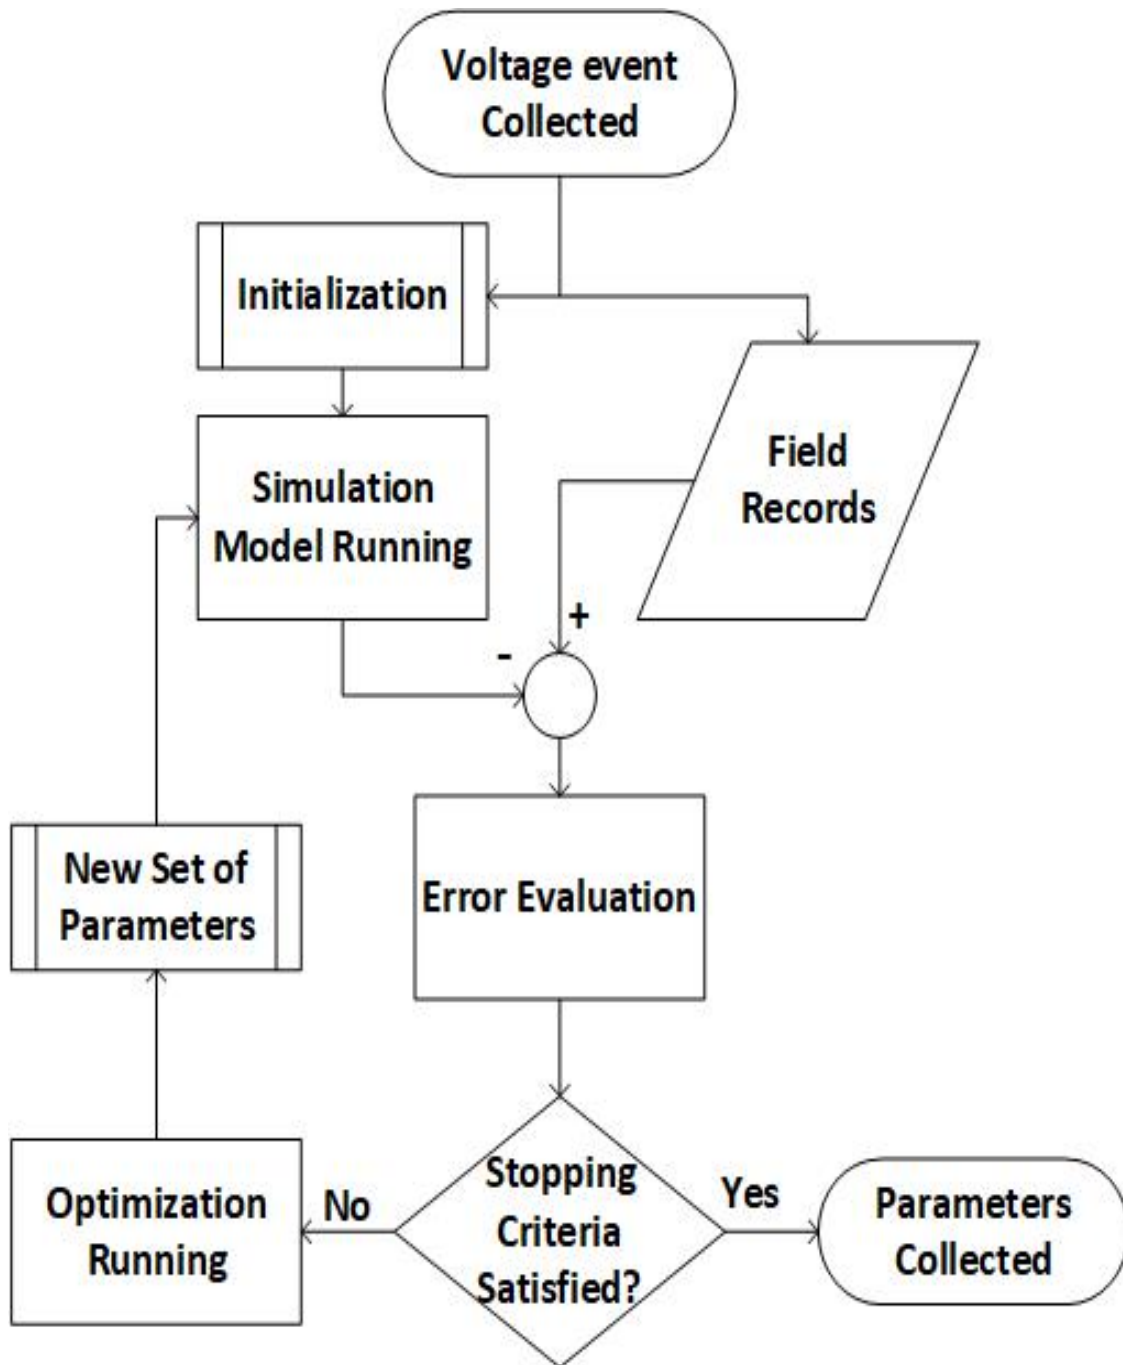 Voltage event
Collected
Initialization
Simulation
Model Running
Field
Records
+
-
New Set of
Parameters
Error Evaluation
Optimization
Running
No
Stopping
Criteria
Satisfied?
Yes
Parameters
Collected